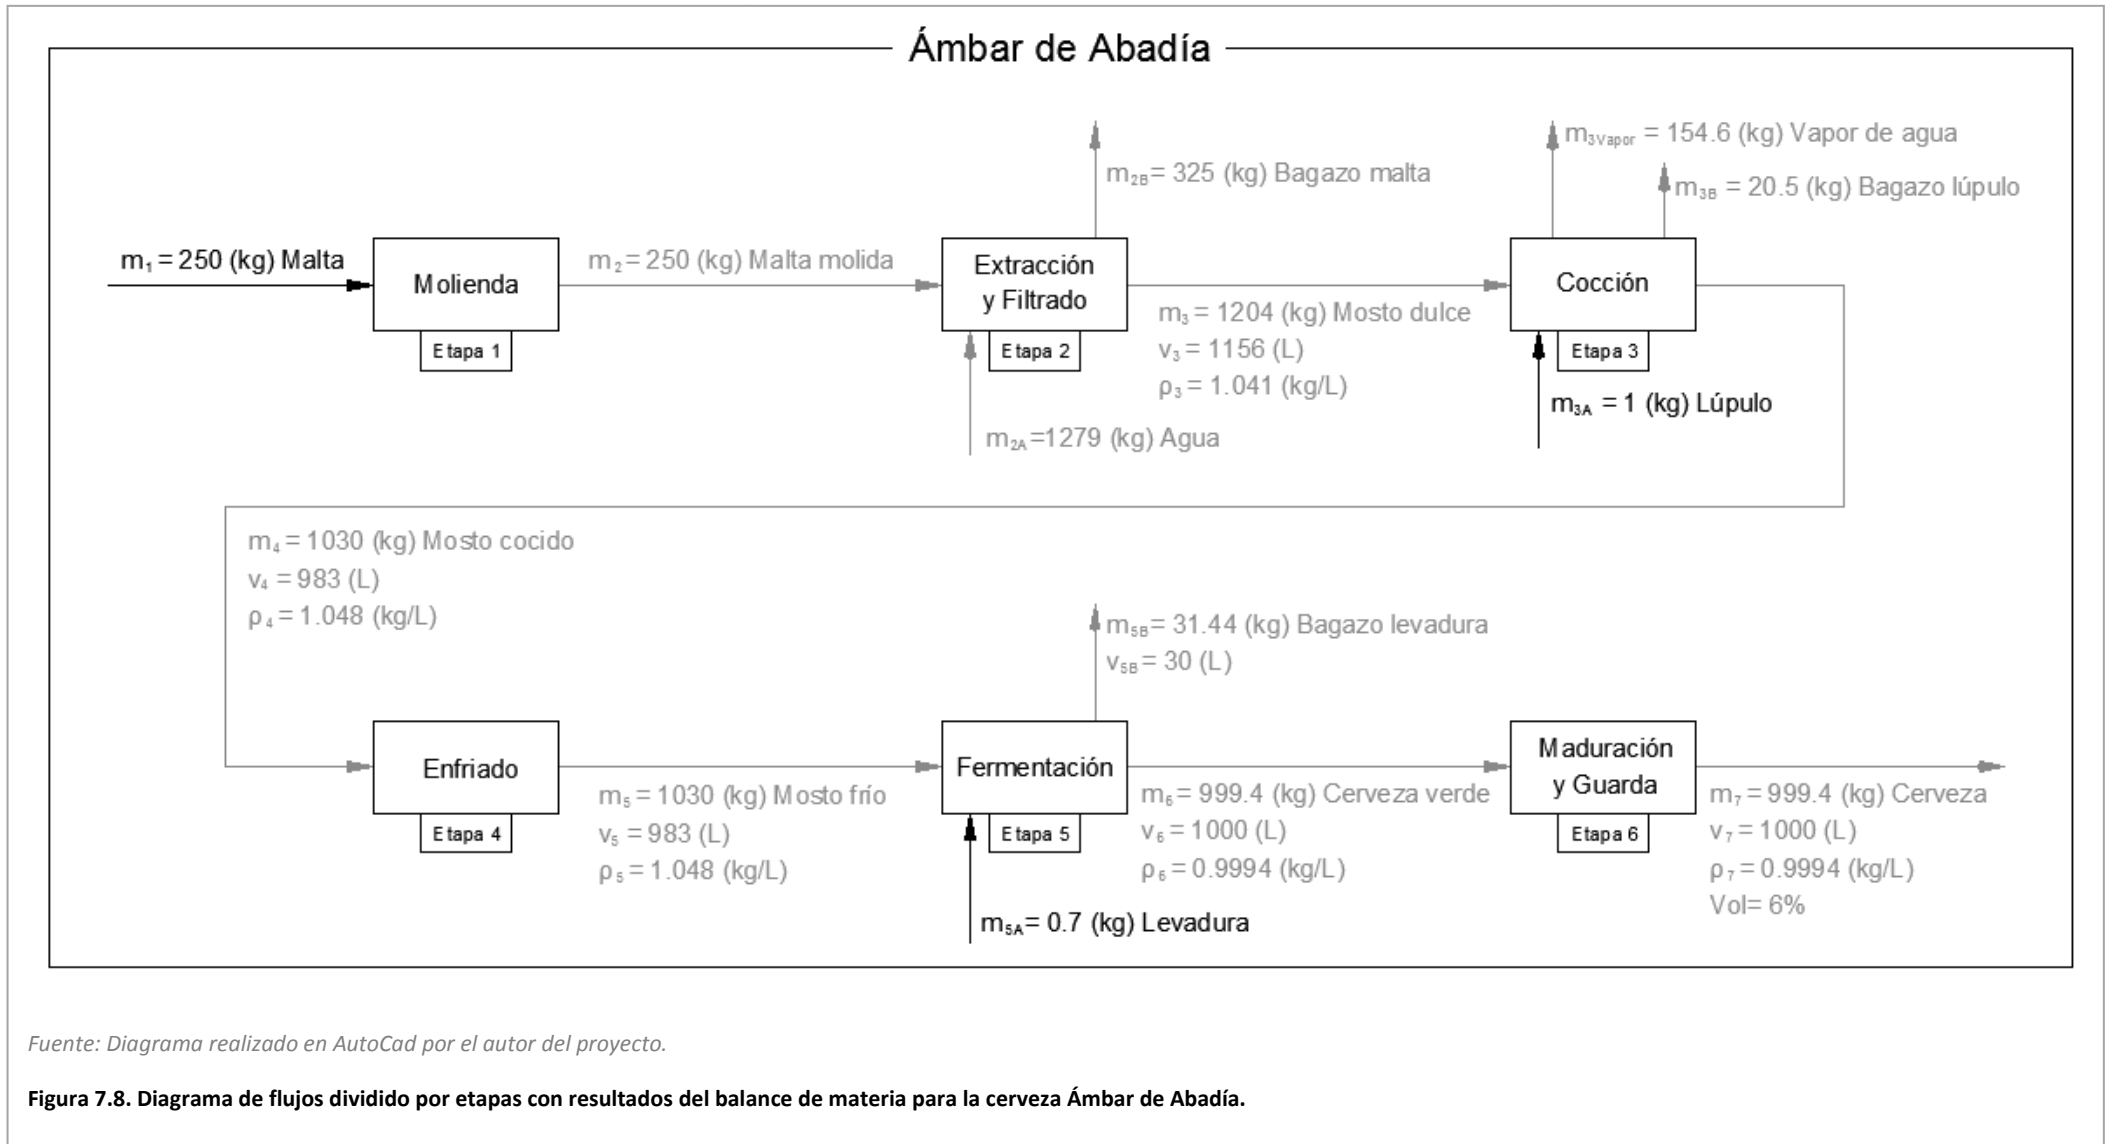 Ámbar de Abadía
m₃Vapor = 154.6 (kg) Vapor de agua
m₂B= 325 (kg) Bagazo malta
m₃B = 20.5 (kg) Bagazo lúpulo
m₁ = 250 (kg) Malta
Molienda
Etapa 1
m₂= 250 (kg) Malta molida
Extracción
y Filtrado
Etapa 2
m₂A=1279 (kg) Agua
m₃ = 1204 (kg) Mosto dulce
v₃ = 1156 (L)
ρ₃ = 1.041 (kg/L)
Cocción
Etapa 3
m₃A = 1 (kg) Lúpulo
m₄ = 1030 (kg) Mosto cocido
v₄ = 983 (L)
ρ₄ = 1.048 (kg/L)
Enfriado
Etapa 4
m₅ = 1030 (kg) Mosto frío
v₅ = 983 (L)
ρ₅ = 1.048 (kg/L)
m₅B= 31.44 (kg) Bagazo levadura
v₅B = 30 (L)
Fermentación
Etapa 5
m₅A= 0.7 (kg) Levadura
m₆ = 999.4 (kg) Cerveza verde
v₆ = 1000 (L)
ρ₆ = 0.9994 (kg/L)
Maduración
y Guarda
Etapa 6
m₇ = 999.4 (kg) Cerveza
v₇ = 1000 (L)
ρ₇ = 0.9994 (kg/L)
Vol= 6%
Fuente: Diagrama realizado en AutoCad por el autor del proyecto.
Figura 7.8. Diagrama de flujos dividido por etapas con resultados del balance de materia para la cerveza Ámbar de Abadía.